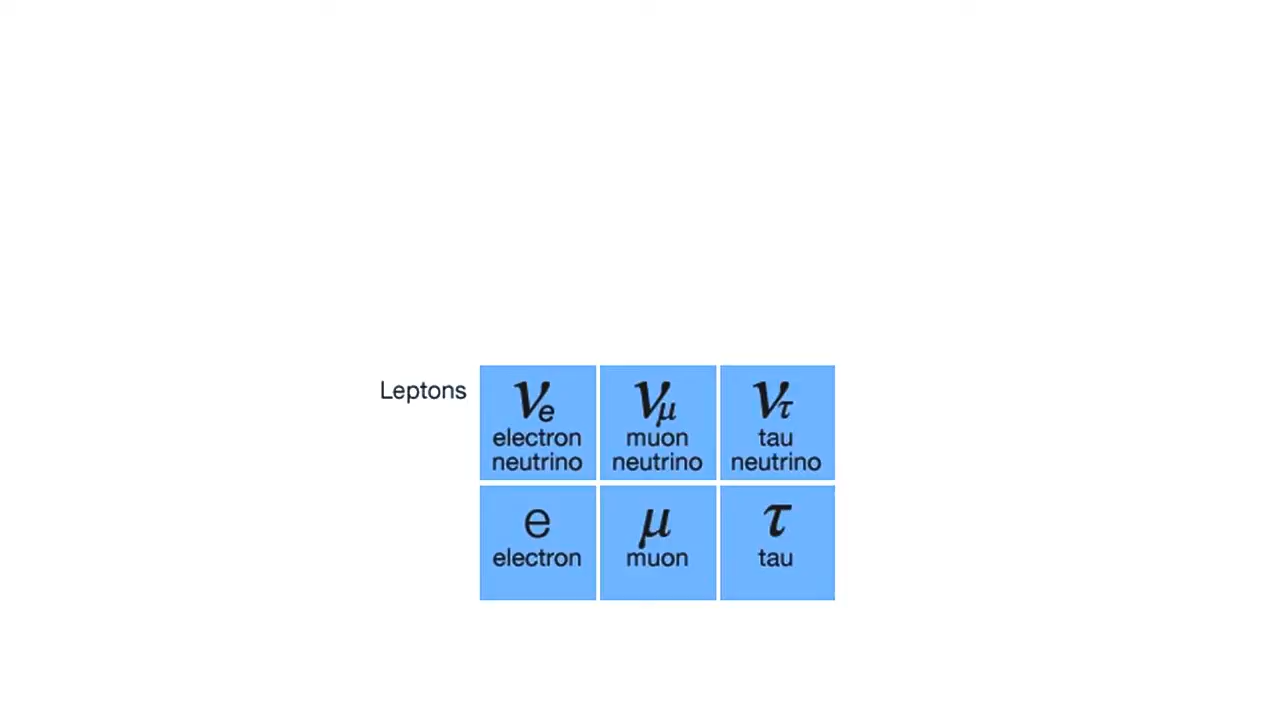 Leptons
νe
electron
neutrino
νμ
muon
neutrino
ντ
tau
neutrino
e
electron
μ
muon
τ
tau